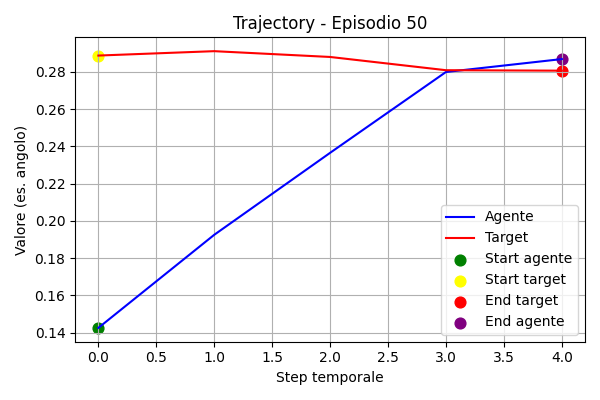 Trajectory - Episodio 50
Valore (es. angolo)
0.28
0.26
0.24
0.22
0.20
0.18
0.16
0.14
0.0 0.5 1.0 1.5 2.0 2.5 3.0 3.5 4.0
Step temporale
Agente
Target
Start agente
Start target
End target
End agente